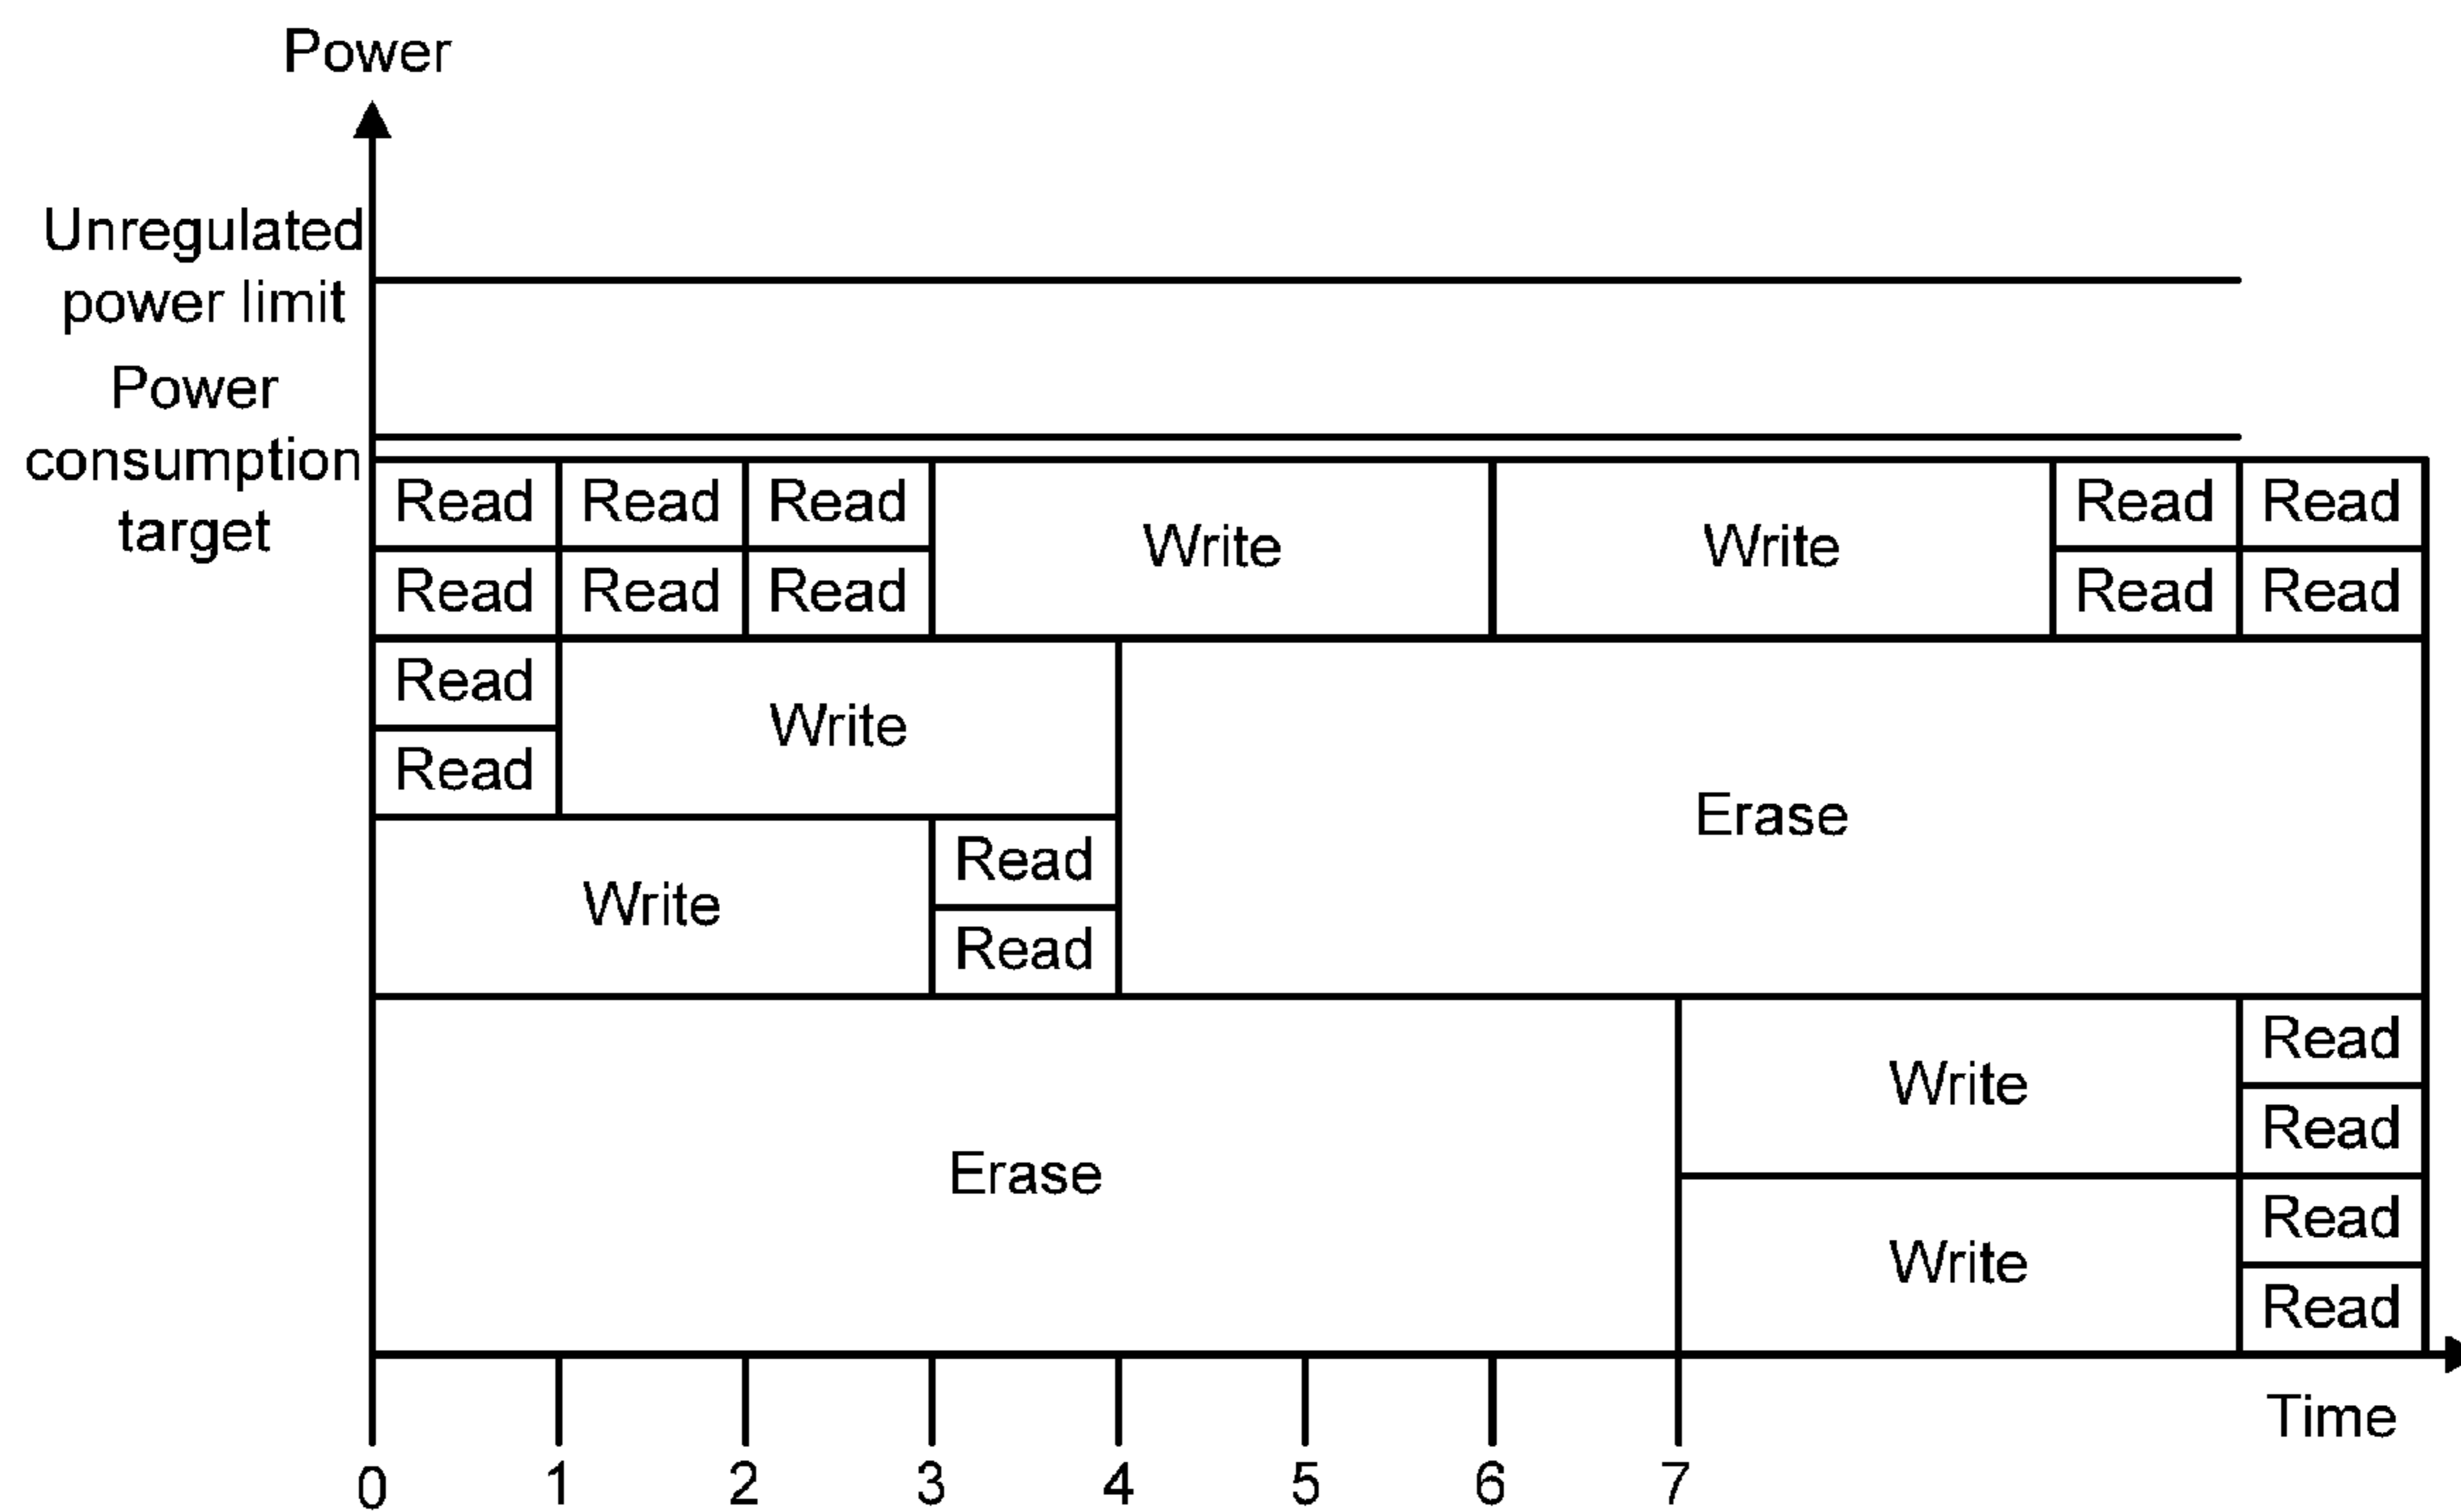 Power
Unregulated
power limit
Power
consumption
target
Read Read Read Write Write Read Read
Read Read Read Read Read
Read Write Erase
Read
Write Read
Read
Erase Write Read
Read
Write Read
Read
Time
0 1 2 3 4 5 6 7